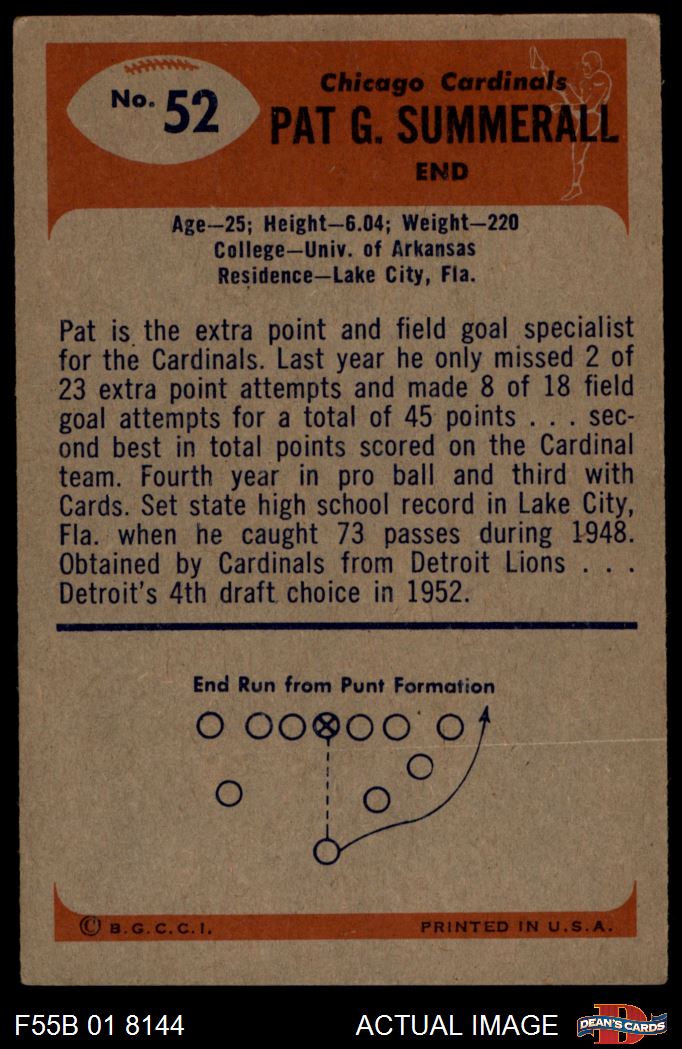 No. 52
Chicago Cardinals
PAT G. SUMMERALL
END
Age—25; Height—6.04; Weight—220
College—Univ. of Arkansas
Residence—Lake City, Fla.
Pat is the extra point and field goal specialist
for the Cardinals. Last year he only missed 2 of
23 extra point attempts and made 8 of 18 field
goal attempts for a total of 45 points . . . sec-
ond best in total points scored on the Cardinal
team. Fourth year in pro ball and third with
Cards. Set state high school record in Lake City,
Fla. when he caught 73 passes during 1948.
Obtained by Cardinals from Detroit Lions . . .
Detroit's 4th draft choice in 1952.
End Run from Punt Formation
© B.G.C.C.I.
PRINTED IN U.S.A.
F55B 01 8144
ACTUAL IMAGE
D
DEAN'S CARDS